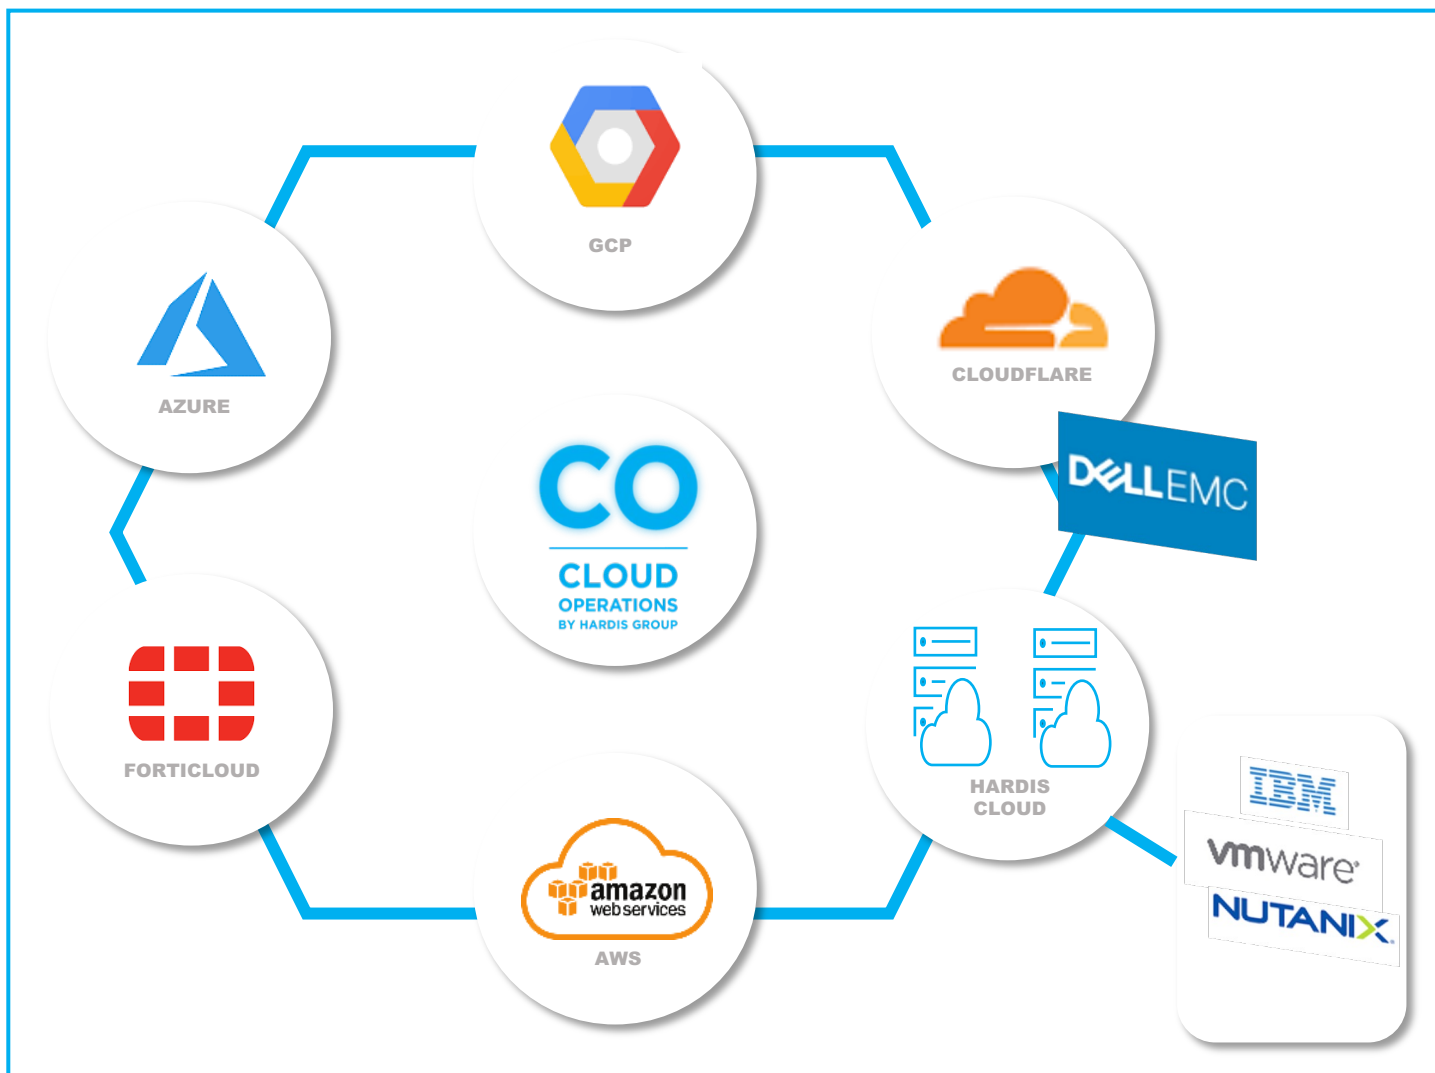 GCP
AZURE
CLOUDFLARE
DELLEMC
CO
CLOUD
OPERATIONS
BY HARDIS GROUP
FORTICLOUD
HARDIS
CLOUD
IBM
vmware®
NUTANIX
amazon
webservices
AWS